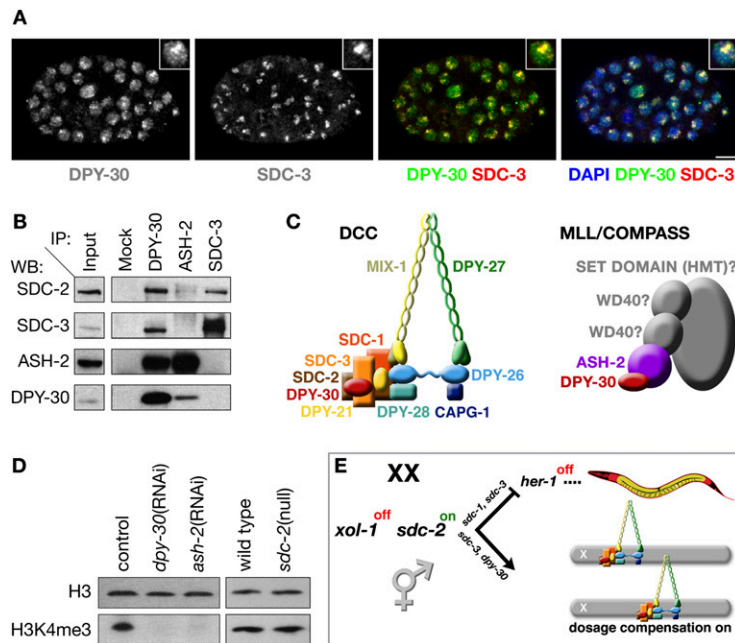 A
DPY-30
SDC-3
DPY-30 SDC-3
DAPI DPY-30 SDC-3
B
IP:
WB:
Input
Mock
DPY-30
ASH-2
SDC-3
SDC-2
SDC-3
ASH-2
DPY-30
C
DCC
MIX-1
DPY-27
SDC-1
SDC-3
SDC-2
DPY-30
DPY-21
DPY-28
CAPG-1
DPY-26
MLL/COMPASS
SET DOMAIN (HMT)?
WD40?
WD40?
ASH-2
DPY-30
D
control
dpy-30(RNAi)
ash-2(RNAi)
wild type
sdc-2(null)
H3
H3K4me3
E
XX
off
xol-1
on
sdc-2
sdc-1, sdc-3
sdc-3, dpy-30
off
her-1 ....
X
X
dosage compensation on